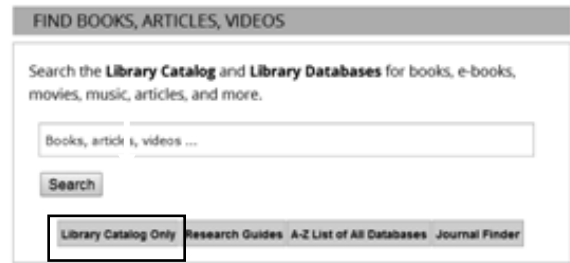 FIND BOOKS, ARTICLES, VIDEOS
Search the Library Catalog and Library Databases for books, e-books,
movies, music, articles, and more.
Books, articles, videos ...
Search
Library Catalog Only Research Guides A-Z List of All Databases Journal Finder